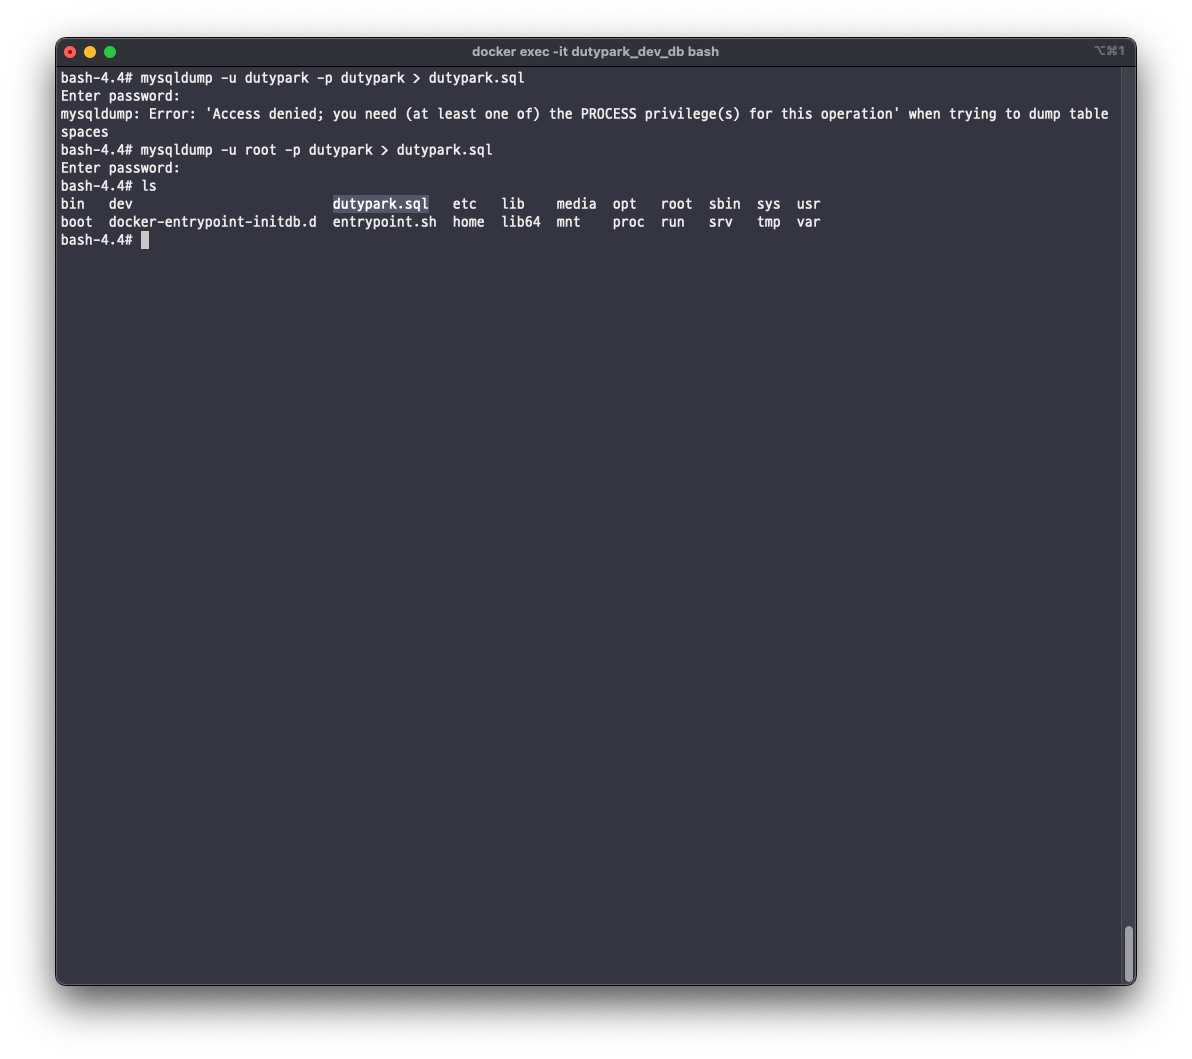 docker exec -it dutypark_dev_db bash
⌥⌘1
bash-4.4# mysqldump -u dutypark -p dutypark > dutypark.sql
Enter password:
mysqldump: Error: 'Access denied; you need (at least one of) the PROCESS privilege(s) for this operation' when trying to dump table
spaces
bash-4.4# mysqldump -u root -p dutypark > dutypark.sql
Enter password:
bash-4.4# ls
bin   dev                         dutypark.sql   etc   lib    media  opt   root  sbin  sys  usr
boot  docker-entrypoint-initdb.d  entrypoint.sh  home  lib64  mnt    proc  run   srv   tmp  var
bash-4.4#